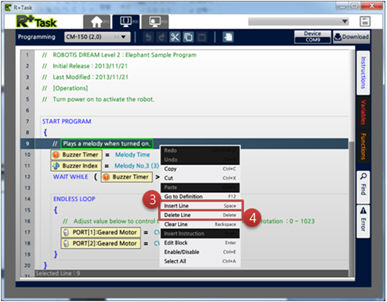 R+Task
Programming
CM-150 (2.0)
Device
COM9
Download
1
2 // ROBOTIS DREAM Level 2 : Elephant Sample Program
3 // Initial Release : 2013/11/21
4 // Last Modified : 2013/11/21
5 // [Operations]
6 // Turn power on to activate the robot.
7 START PROGRAM
8 {
9 // Plays a melody when turned on.
10 Buzzer Timer = Melody Time
11 Buzzer Index = Melody No.3 (3)
12 WAIT WHILE ( Buzzer Timer >
13
14 ENDLESS LOOP
15 {
16 // Adjust value below to control otation : 0 ~ 1023
17 PORT[1]:Geared Motor =
18 PORT[2]:Geared Motor =
Redo
Undo
Copy Ctrl+C
Cut Ctrl+X
Paste
Go to Definition F12
3 Insert Line Space
Delete Line Delete 4
Clear Line Backspace
Insert Instruction
Edit Block Enter
Enable/Disable Ctrl+E
Select All Ctrl+A
Instructions
Variables
Functions
Find
Error
Selected Line : 9